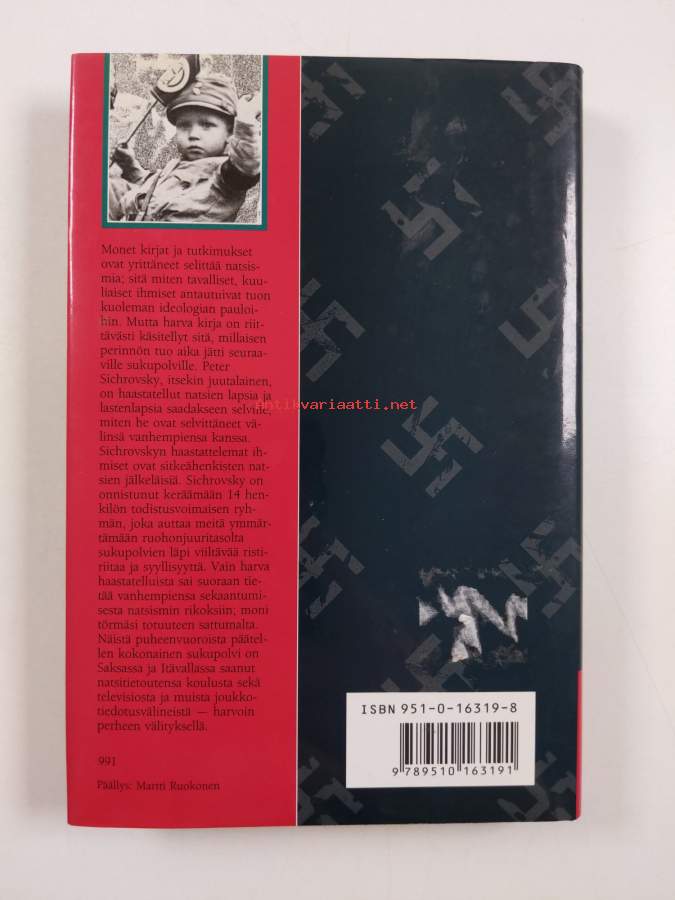 Monet kirjat ja tutkimukset
ovat yrittäneet selittää natsis-
mia; sitä miten tavalliset, kuu-
liaiset ihmiset antautuivat tuon
kuoleman ideologian pauloi-
hin. Mutta harva kirja on riit-
tävästi käsitellyt sitä, millaisen
perinnön tuo aika jätti seuraa-
ville sukupolville. Peter
Sichrovsky, itsekin juutalainen,
on haastatellut natsien lapsia ja
lastenlapsia saadakseen selville,
miten he ovat selvittäneet vä-
linsä vanhempiensa kanssa.
Sichrovskyn haastattelemat ih-
miset ovat sitkeähenkisten nat-
sien jälkeläisiä. Sichrovsky on
onnistunut keräämään 14 hen-
kilön todistusvoimaisen ryh-
män, joka auttaa meitä ymmär-
tämään ruohonjuuritasolta
sukupolvien läpi viiltävää risti-
riitaa ja syyllisyyttä. Vain harva
haastatelluista sai suoraan tie-
tää vanhempiensa sekaantumi-
sesta natsismin rikoksiin; moni
törmäsi totuuteen sattumalta.
Näistä puheenvuoroista päätel-
len kokonainen sukupolvi on
Saksassa ja Itävallassa saanut
natsitietoutensa koulusta sekä
televisiosta ja muista joukko-
tiedotusvälineistä — harvoin
perheen välityksellä.
991
Päällys: Martti Ruokonen
antikvariaatti.net
ISBN 951-0-16319-8
9 789510 163191